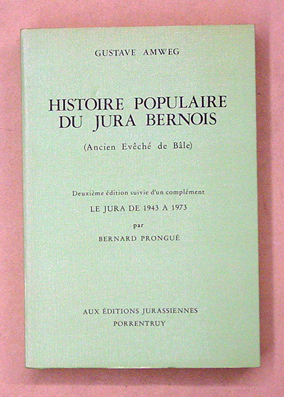 GUSTAVE AMWEG
HISTOIRE POPULAIRE
DU JURA BERNOIS
(Ancien Evêché de Bâle)
Deuxième édition suivie d'un complément
LE JURA DE 1943 A 1973
par
BERNARD PRONGUÉ
AUX ÉDITIONS JURASSIENNES
PORRENTRUY